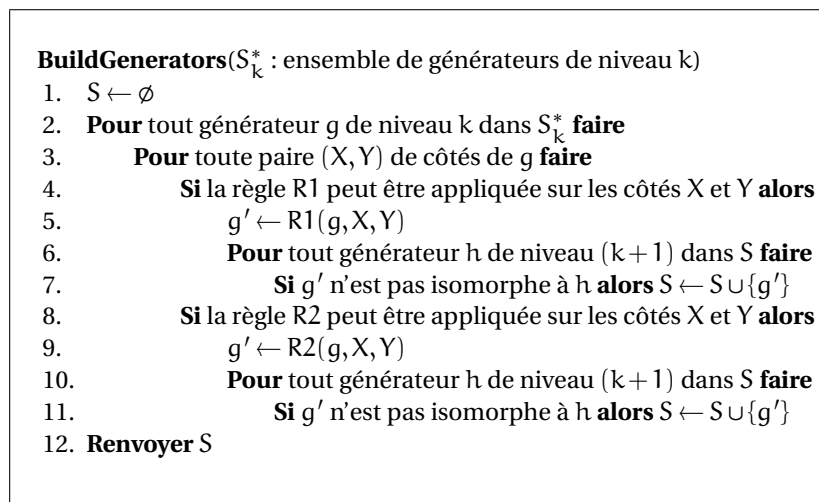 BuildGenerators(S*k : ensemble de générateurs de niveau k)
1. S ← ∅
2. Pour tout générateur g de niveau k dans S*k faire
3. Pour toute paire (X,Y) de côtés de g faire
4. Si la règle R1 peut être appliquée sur les côtés X et Y alors
5. g′ ← R1(g,X,Y)
6. Pour tout générateur h de niveau (k+1) dans S faire
7. Si g′ n'est pas isomorphe à h alors S ← S∪{g′}
8. Si la règle R2 peut être appliquée sur les côtés X et Y alors
9. g′ ← R2(g,X,Y)
10. Pour tout générateur h de niveau (k+1) dans S faire
11. Si g′ n'est pas isomorphe à h alors S ← S∪{g′}
12. Renvoyer S